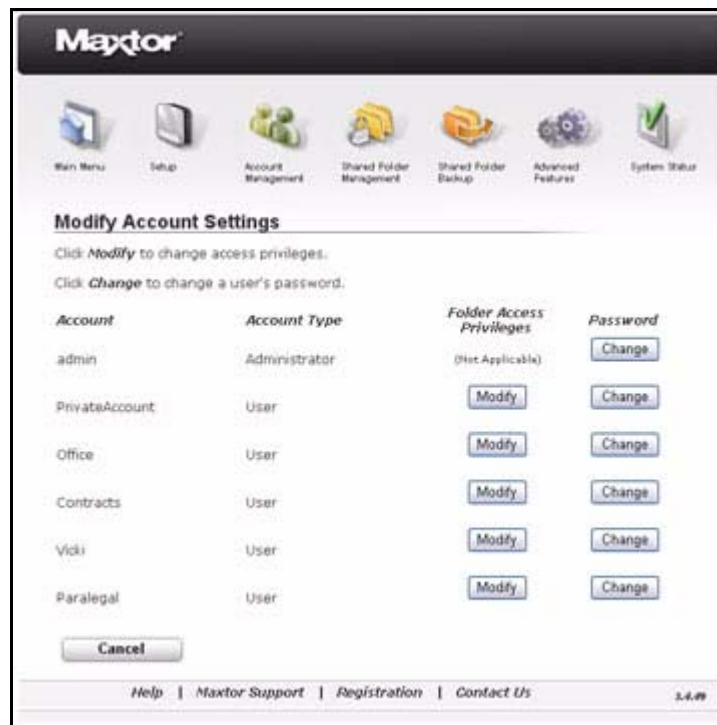 Maxtor
Main Menu
Setup
Account Management
Shared Folder Management
Shared Folder Backup
Advanced Features
System Status
Modify Account Settings
Click Modify to change access privileges.
Click Change to change a user's password.
Account Account Type Folder Access Privileges Password
admin Administrator (Not Applicable) Change
PrivateAccount User Modify Change
Office User Modify Change
Contracts User Modify Change
Vicki User Modify Change
Paralegal User Modify Change
Cancel
Help | Maxtor Support | Registration | Contact Us